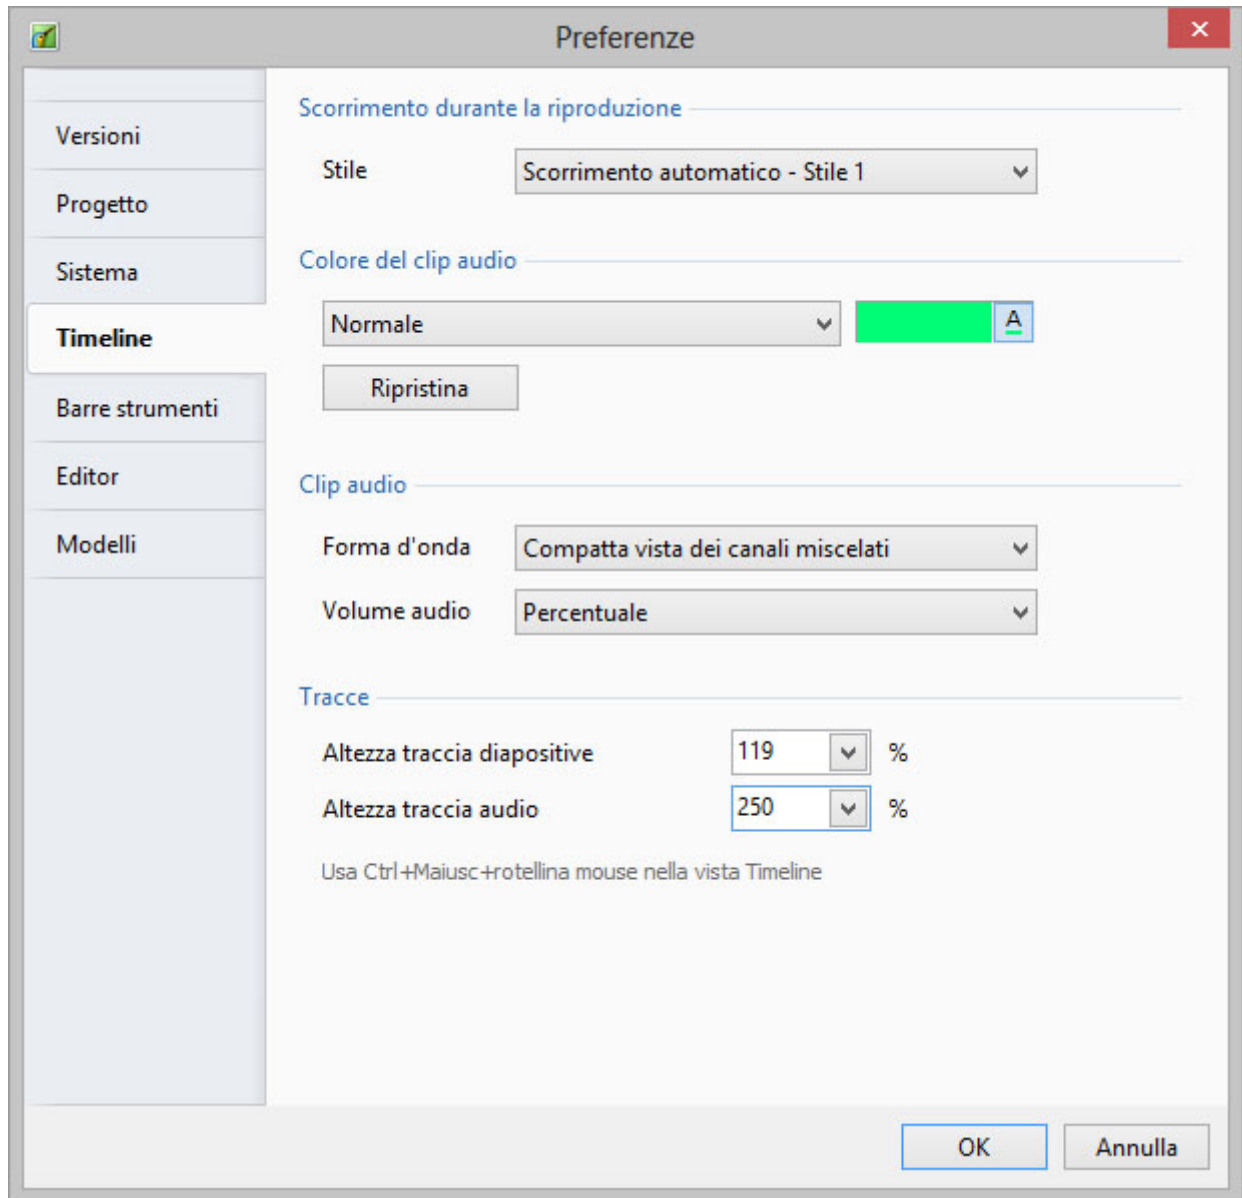 Preferenze
Versioni
Progetto
Sistema
Timeline
Barre strumenti
Editor
Modelli
Scorrimento durante la riproduzione
Stile Scorrimento automatico - Stile 1
Colore del clip audio
Normale A
Ripristina
Clip audio
Forma d'onda Compatta vista dei canali miscelati
Volume audio Percentuale
Tracce
Altezza traccia diapositive 119 %
Altezza traccia audio 250 %
Usa Ctrl+Maiusc+rotellina mouse nella vista Timeline
OK Annulla